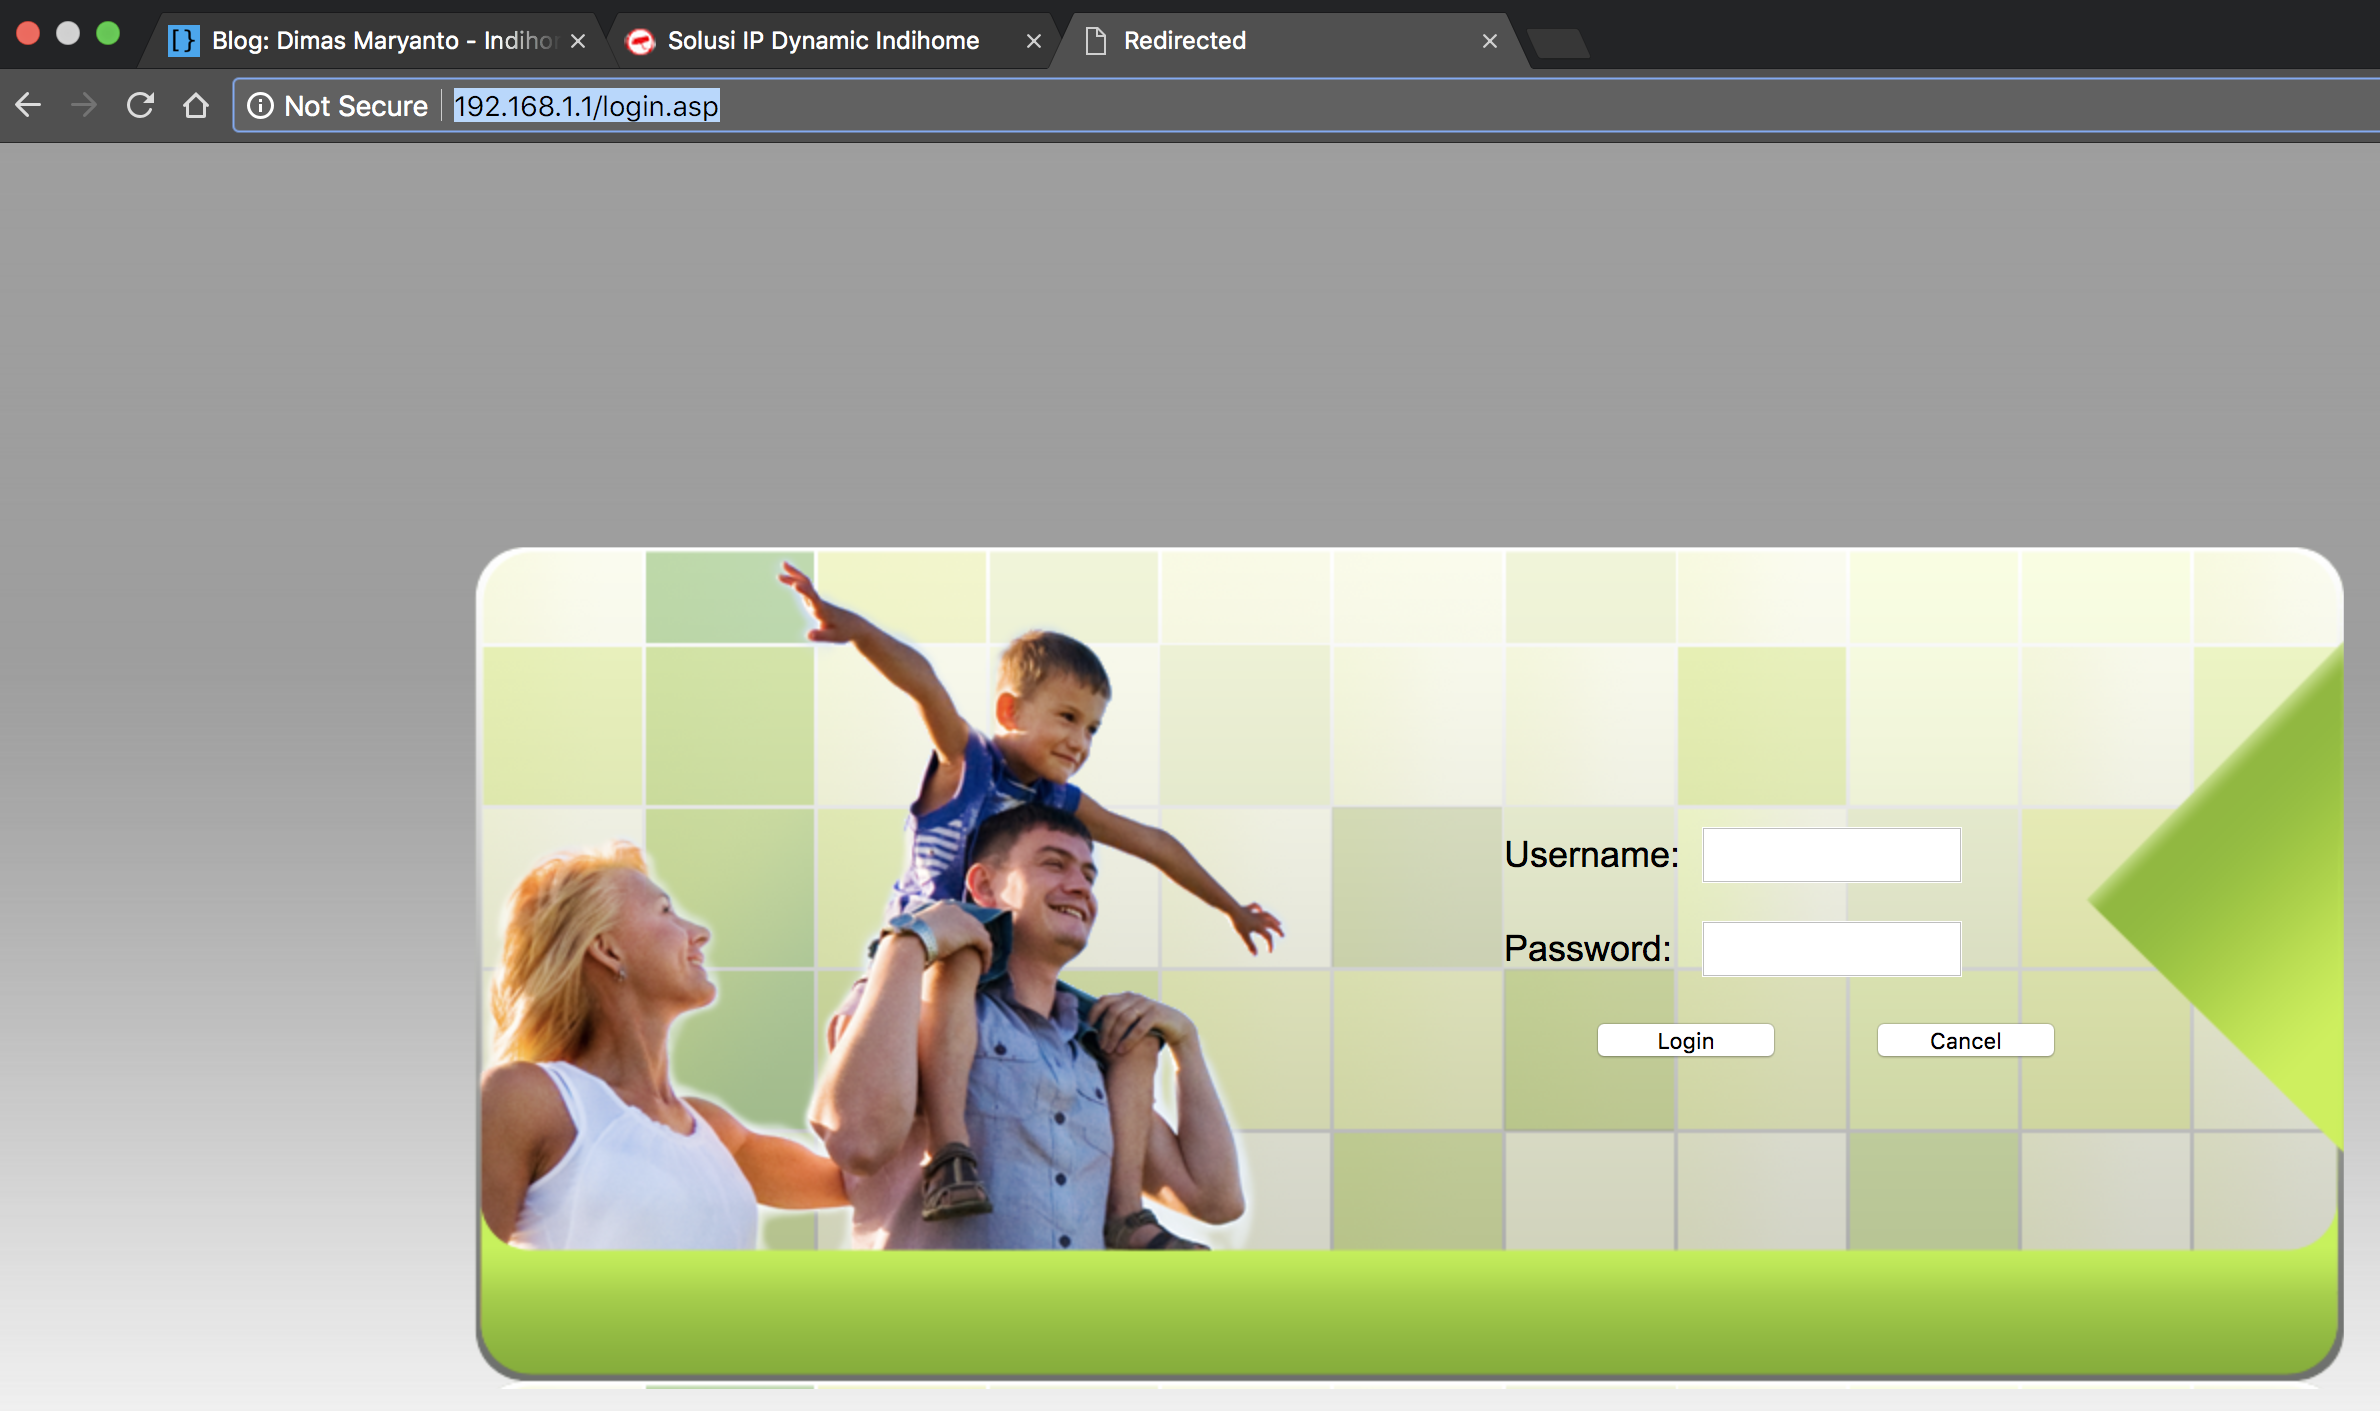 [] Blog: Dimas Maryanto - Indihor
Solusi IP Dynamic Indihome
Redirected
Not Secure
192.168.1.1/login.asp
Username:
Password:
Login
Cancel